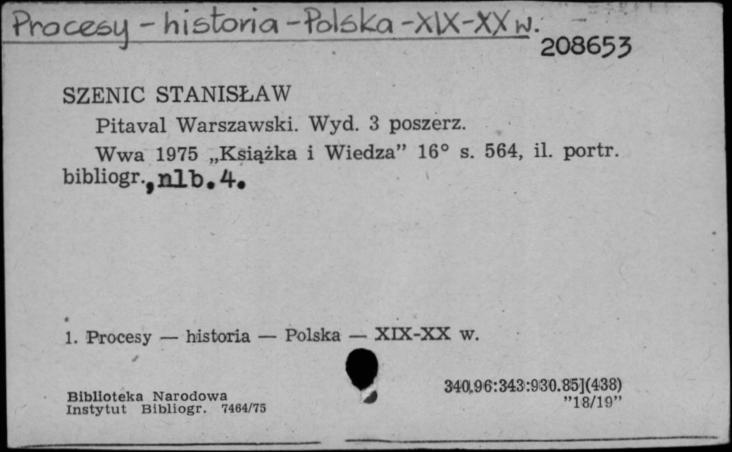 Procesy - historia - Polska - XIX-XX w.
208653
SZENIC STANISŁAW
Pitaval Warszawski. Wyd. 3 poszerz.
Wwa 1975 „Książka i Wiedza” 16° s. 564, il. portr.
bibliogr., nlb. 4.
1. Procesy — historia — Polska — XIX-XX w.
340.96:343:930.85](438)
”18/19”
Biblioteka Narodowa
Instytut Bibliogr. 7464/75